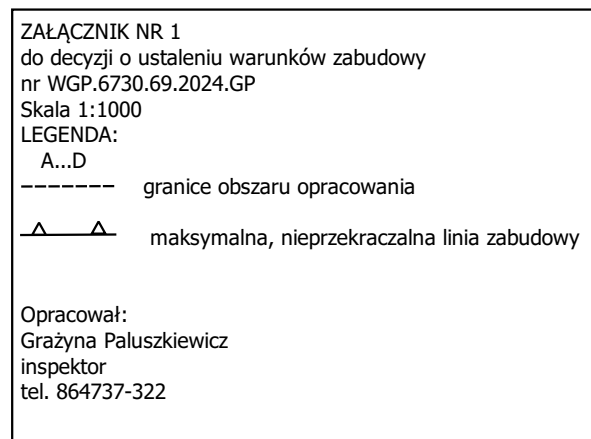 ZAŁĄCZNIK NR 1
do decyzji o ustaleniu warunków zabudowy
nr WGP.6730.69.2024.GP
Skala 1:1000
LEGENDA:
A...D
granice obszaru opracowania
maksymalna, nieprzekraczalna linia zabudowy
Opracował:
Grażyna Paluszkiewicz
inspektor
tel. 864737-322